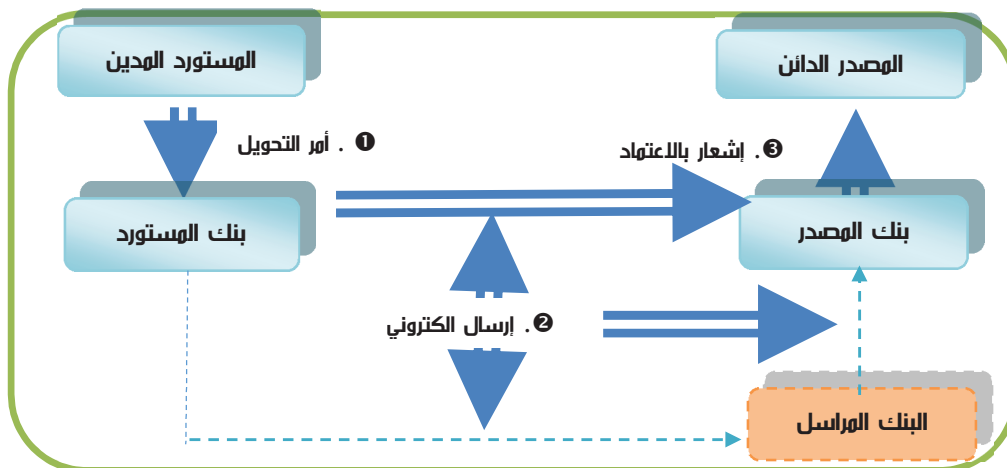 المصدر الدائن
المستورد المدين
❶ . أمر التحويل
❸. إشعار بالاعتماد
بنك المصدر
بنك المستورد
❷. إرسال الكتروني
البنك المراسل